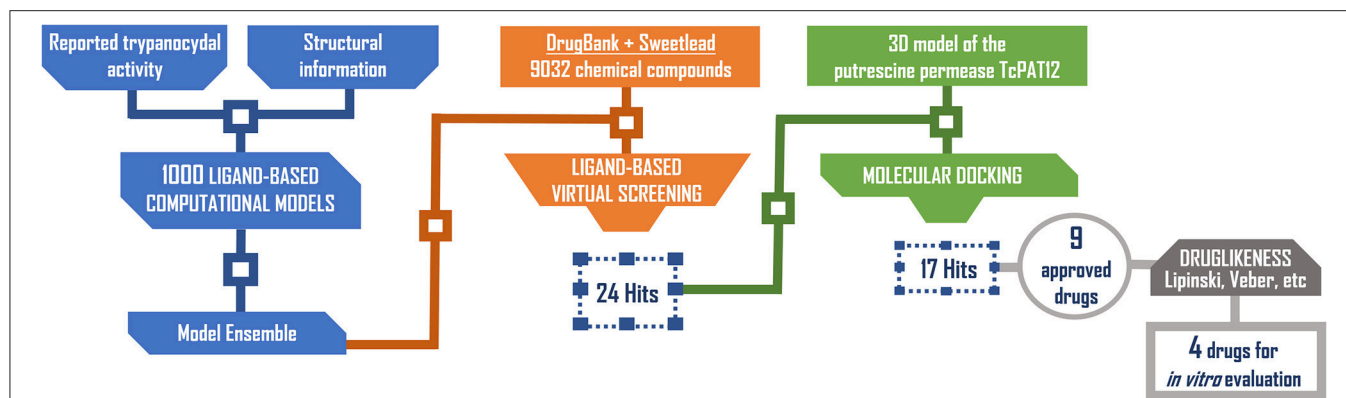 Reported trypanocydal
activity
Structural
information
1000 LIGAND-BASED
COMPUTATIONAL MODELS
Model Ensemble
DrugBank + Sweetlead
9032 chemical compounds
LIGAND-BASED
VIRTUAL SCREENING
24 Hits
3D model of the
putrescine permease TcPAT12
MOLECULAR DOCKING
17 Hits
9
approved
drugs
DRUGLIKENESS
Lipinski, Veber, etc
4 drugs for
in vitro evaluation